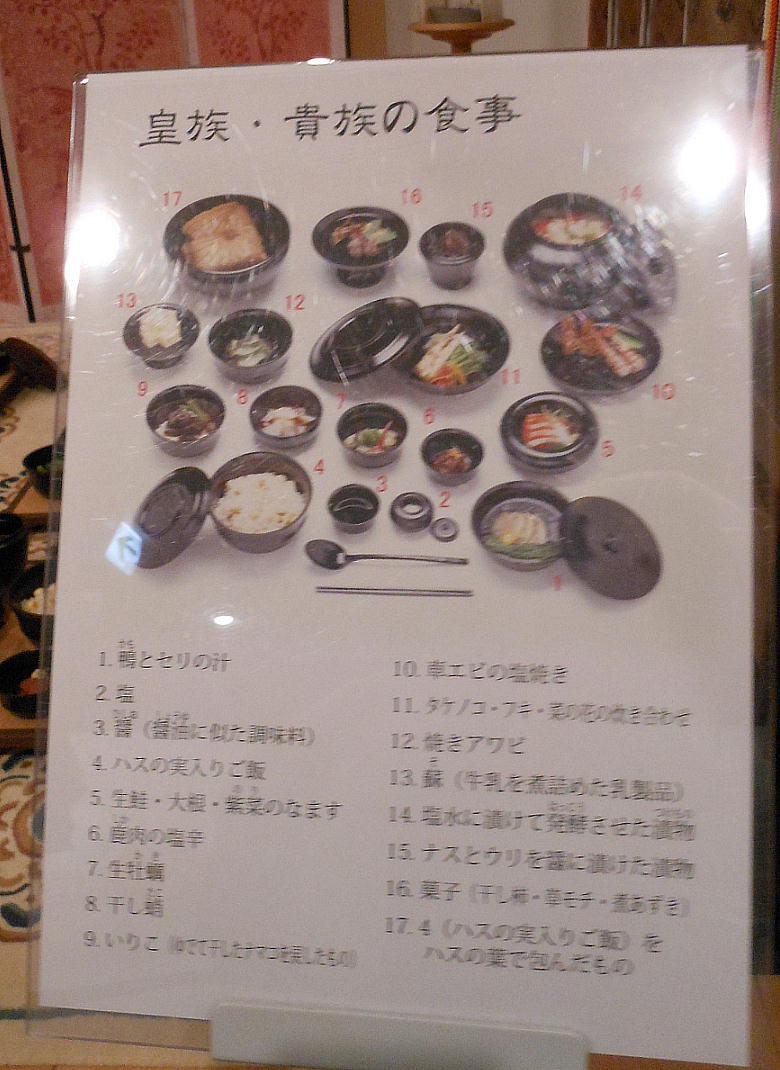 皇族・貴族の食事
17
16
15
14
13
12
11
10
9
8
7
6
5
4
3
2
1
1. 鴨とセリの汁
2. 塩
3. 醤（醤油に似た調味料）
4. ハスの実入りご飯
5. 生鮭・大根・紫菜のなます
6. 鹿肉の塩辛
7. 生牡蠣
8. 干し蛸
9. いりこ（ゆでて干したナマコを戻したもの）
10. 車エビの塩焼き
11. タケノコ・フキ・菜の花の炊き合わせ
12. 焼きアワビ
13. 蘇（牛乳を煮詰めた乳製品）
14. 塩水に漬けて発酵させた漬物
15. ナスとウリを醤に漬けた漬物
16. 菓子（干し柿・草モチ・煮あずき）
17. 4（ハスの実入りご飯）を
ハスの葉で包んだもの